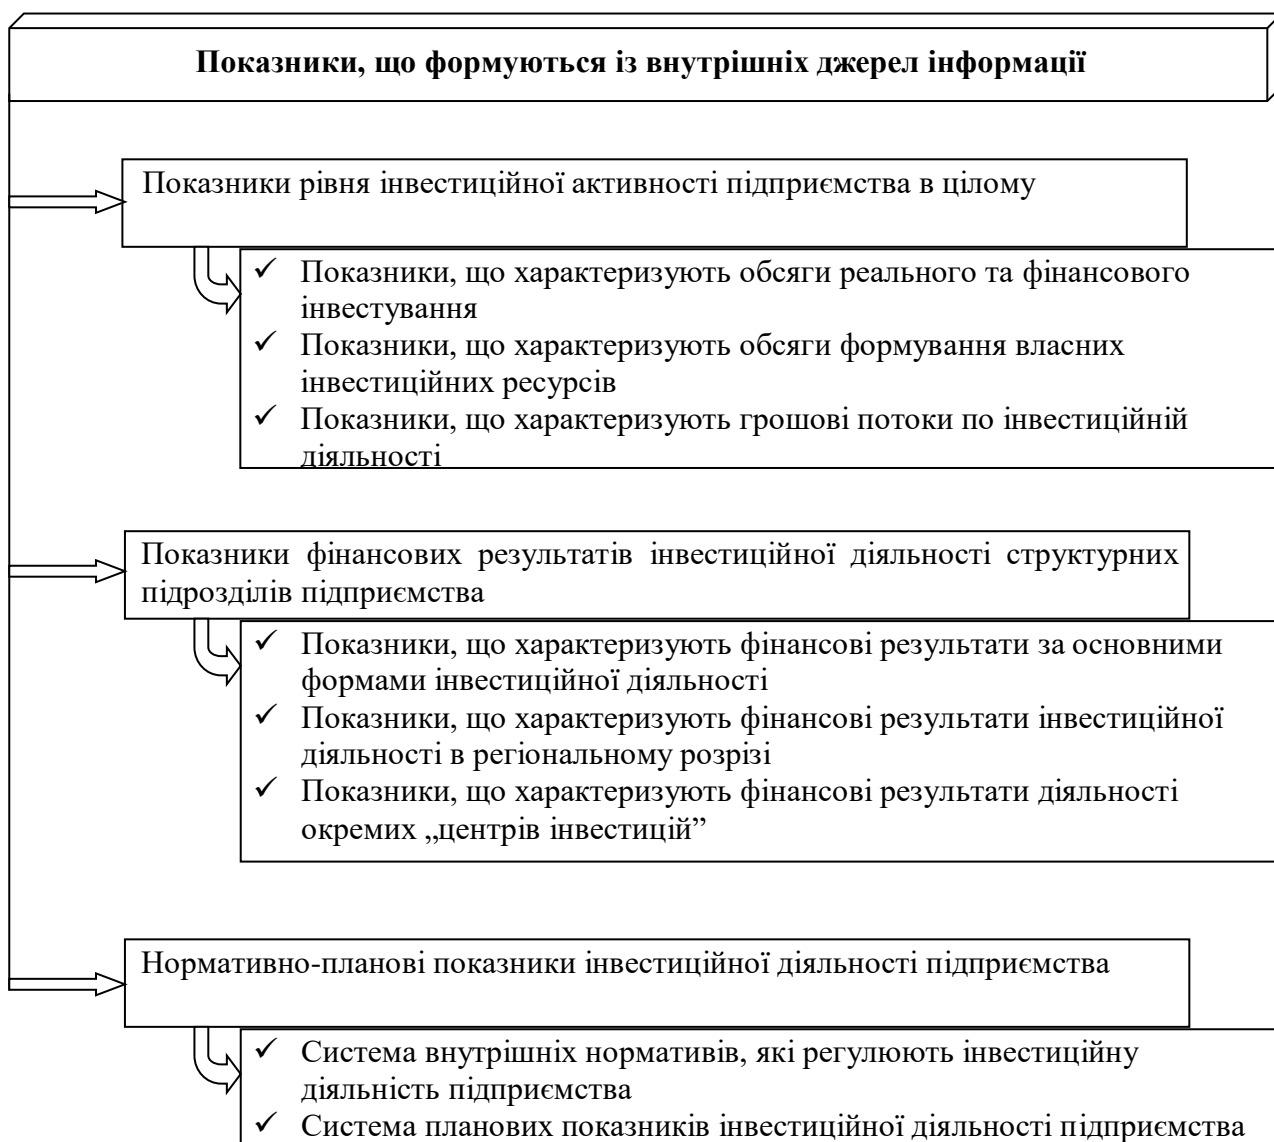 Показники, що формуються із внутрішніх джерел інформації
Показники рівня інвестиційної активності підприємства в цілому
✓ Показники, що характеризують обсяги реального та фінансового
інвестування
✓ Показники, що характеризують обсяги формування власних
інвестиційних ресурсів
✓ Показники, що характеризують грошові потоки по інвестиційній
діяльності
Показники фінансових результатів інвестиційної діяльності структурних
підрозділів підприємства
✓ Показники, що характеризують фінансові результати за основними
формами інвестиційної діяльності
✓ Показники, що характеризують фінансові результати інвестиційної
діяльності в регіональному розрізі
✓ Показники, що характеризують фінансові результати діяльності
окремих „центрів інвестицій”
Нормативно-планові показники інвестиційної діяльності підприємства
✓ Система внутрішніх нормативів, які регулюють інвестиційну
діяльність підприємства
✓ Система планових показників інвестиційної діяльності підприємства